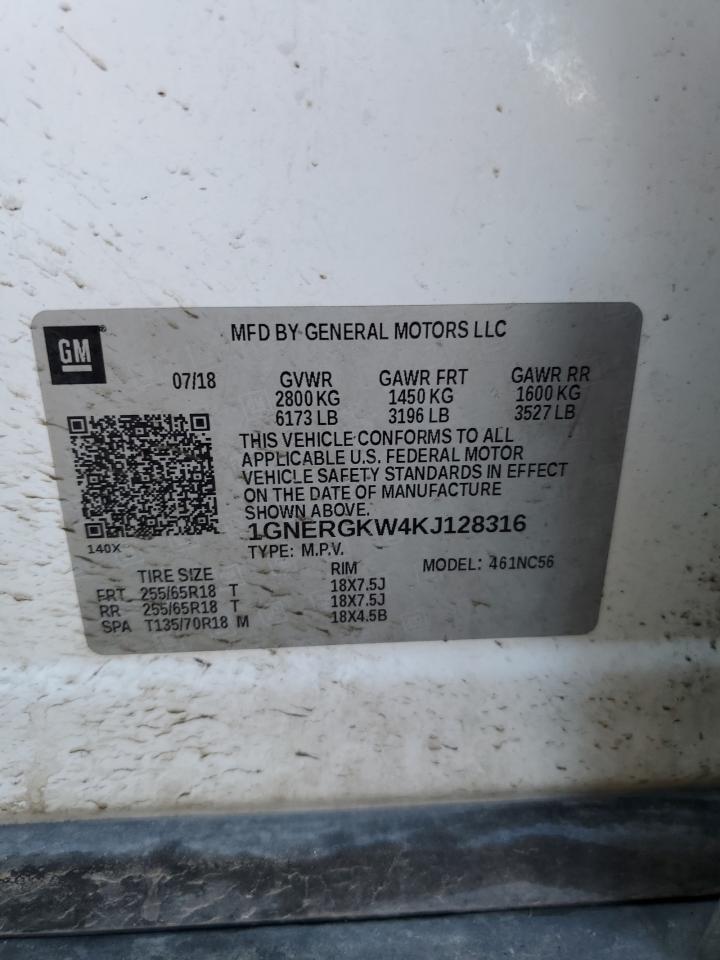 GM ®
MFD BY GENERAL MOTORS LLC
07/18 GVWR GAWR FRT GAWR RR
2800 KG 1450 KG 1600 KG
6173 LB 3196 LB 3527 LB
THIS VEHICLE CONFORMS TO ALL
APPLICABLE U.S. FEDERAL MOTOR
VEHICLE SAFETY STANDARDS IN EFFECT
ON THE DATE OF MANUFACTURE
SHOWN ABOVE.
1GNERGKW4KJ128316
140X
TYPE: M.P.V. MODEL: 461NC56
TIRE SIZE RIM
FRT 255/65R18 T 18X7.5J
RR 255/65R18 T 18X7.5J
SPA T135/70R18 M 18X4.5B